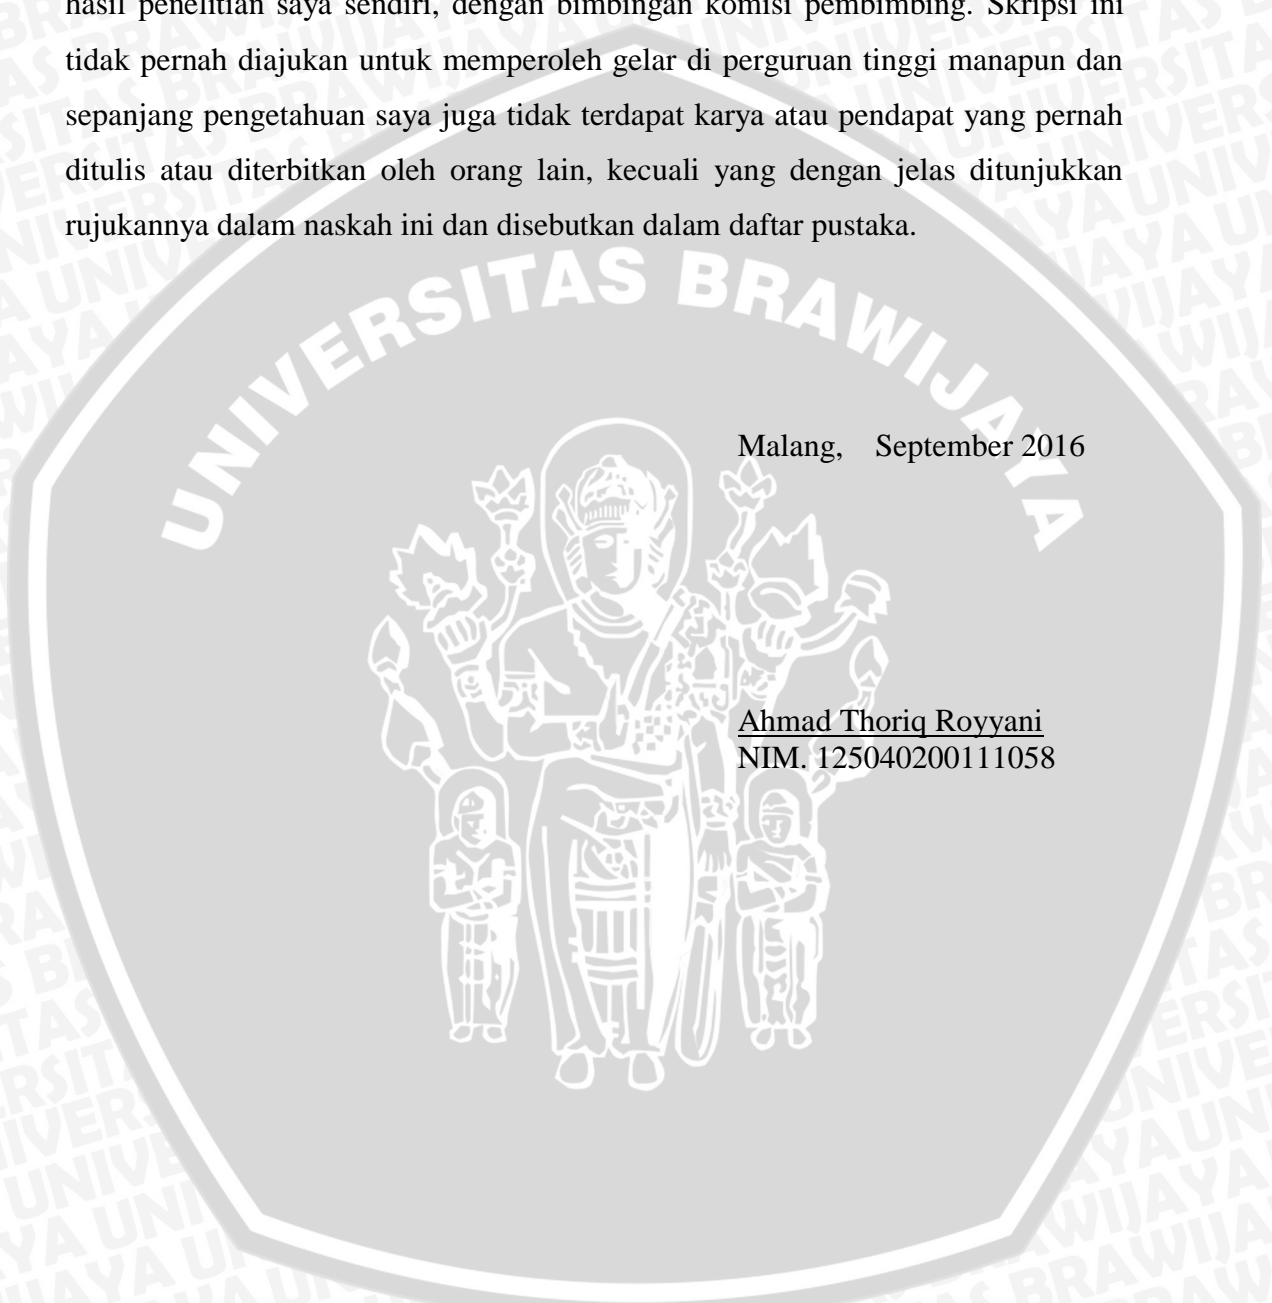 hasil penelitian saya sendiri, dengan bimbingan komisi pembimbing. Skripsi ini
tidak pernah diajukan untuk memperoleh gelar di perguruan tinggi manapun dan
sepanjang pengetahuan saya juga tidak terdapat karya atau pendapat yang pernah
ditulis atau diterbitkan oleh orang lain, kecuali yang dengan jelas ditunjukkan
rujukannya dalam naskah ini dan disebutkan dalam daftar pustaka.
UNIVERSITAS BRAWIJAYA
Malang, September 2016
Ahmad Thoriq Royyani
NIM. 125040200111058